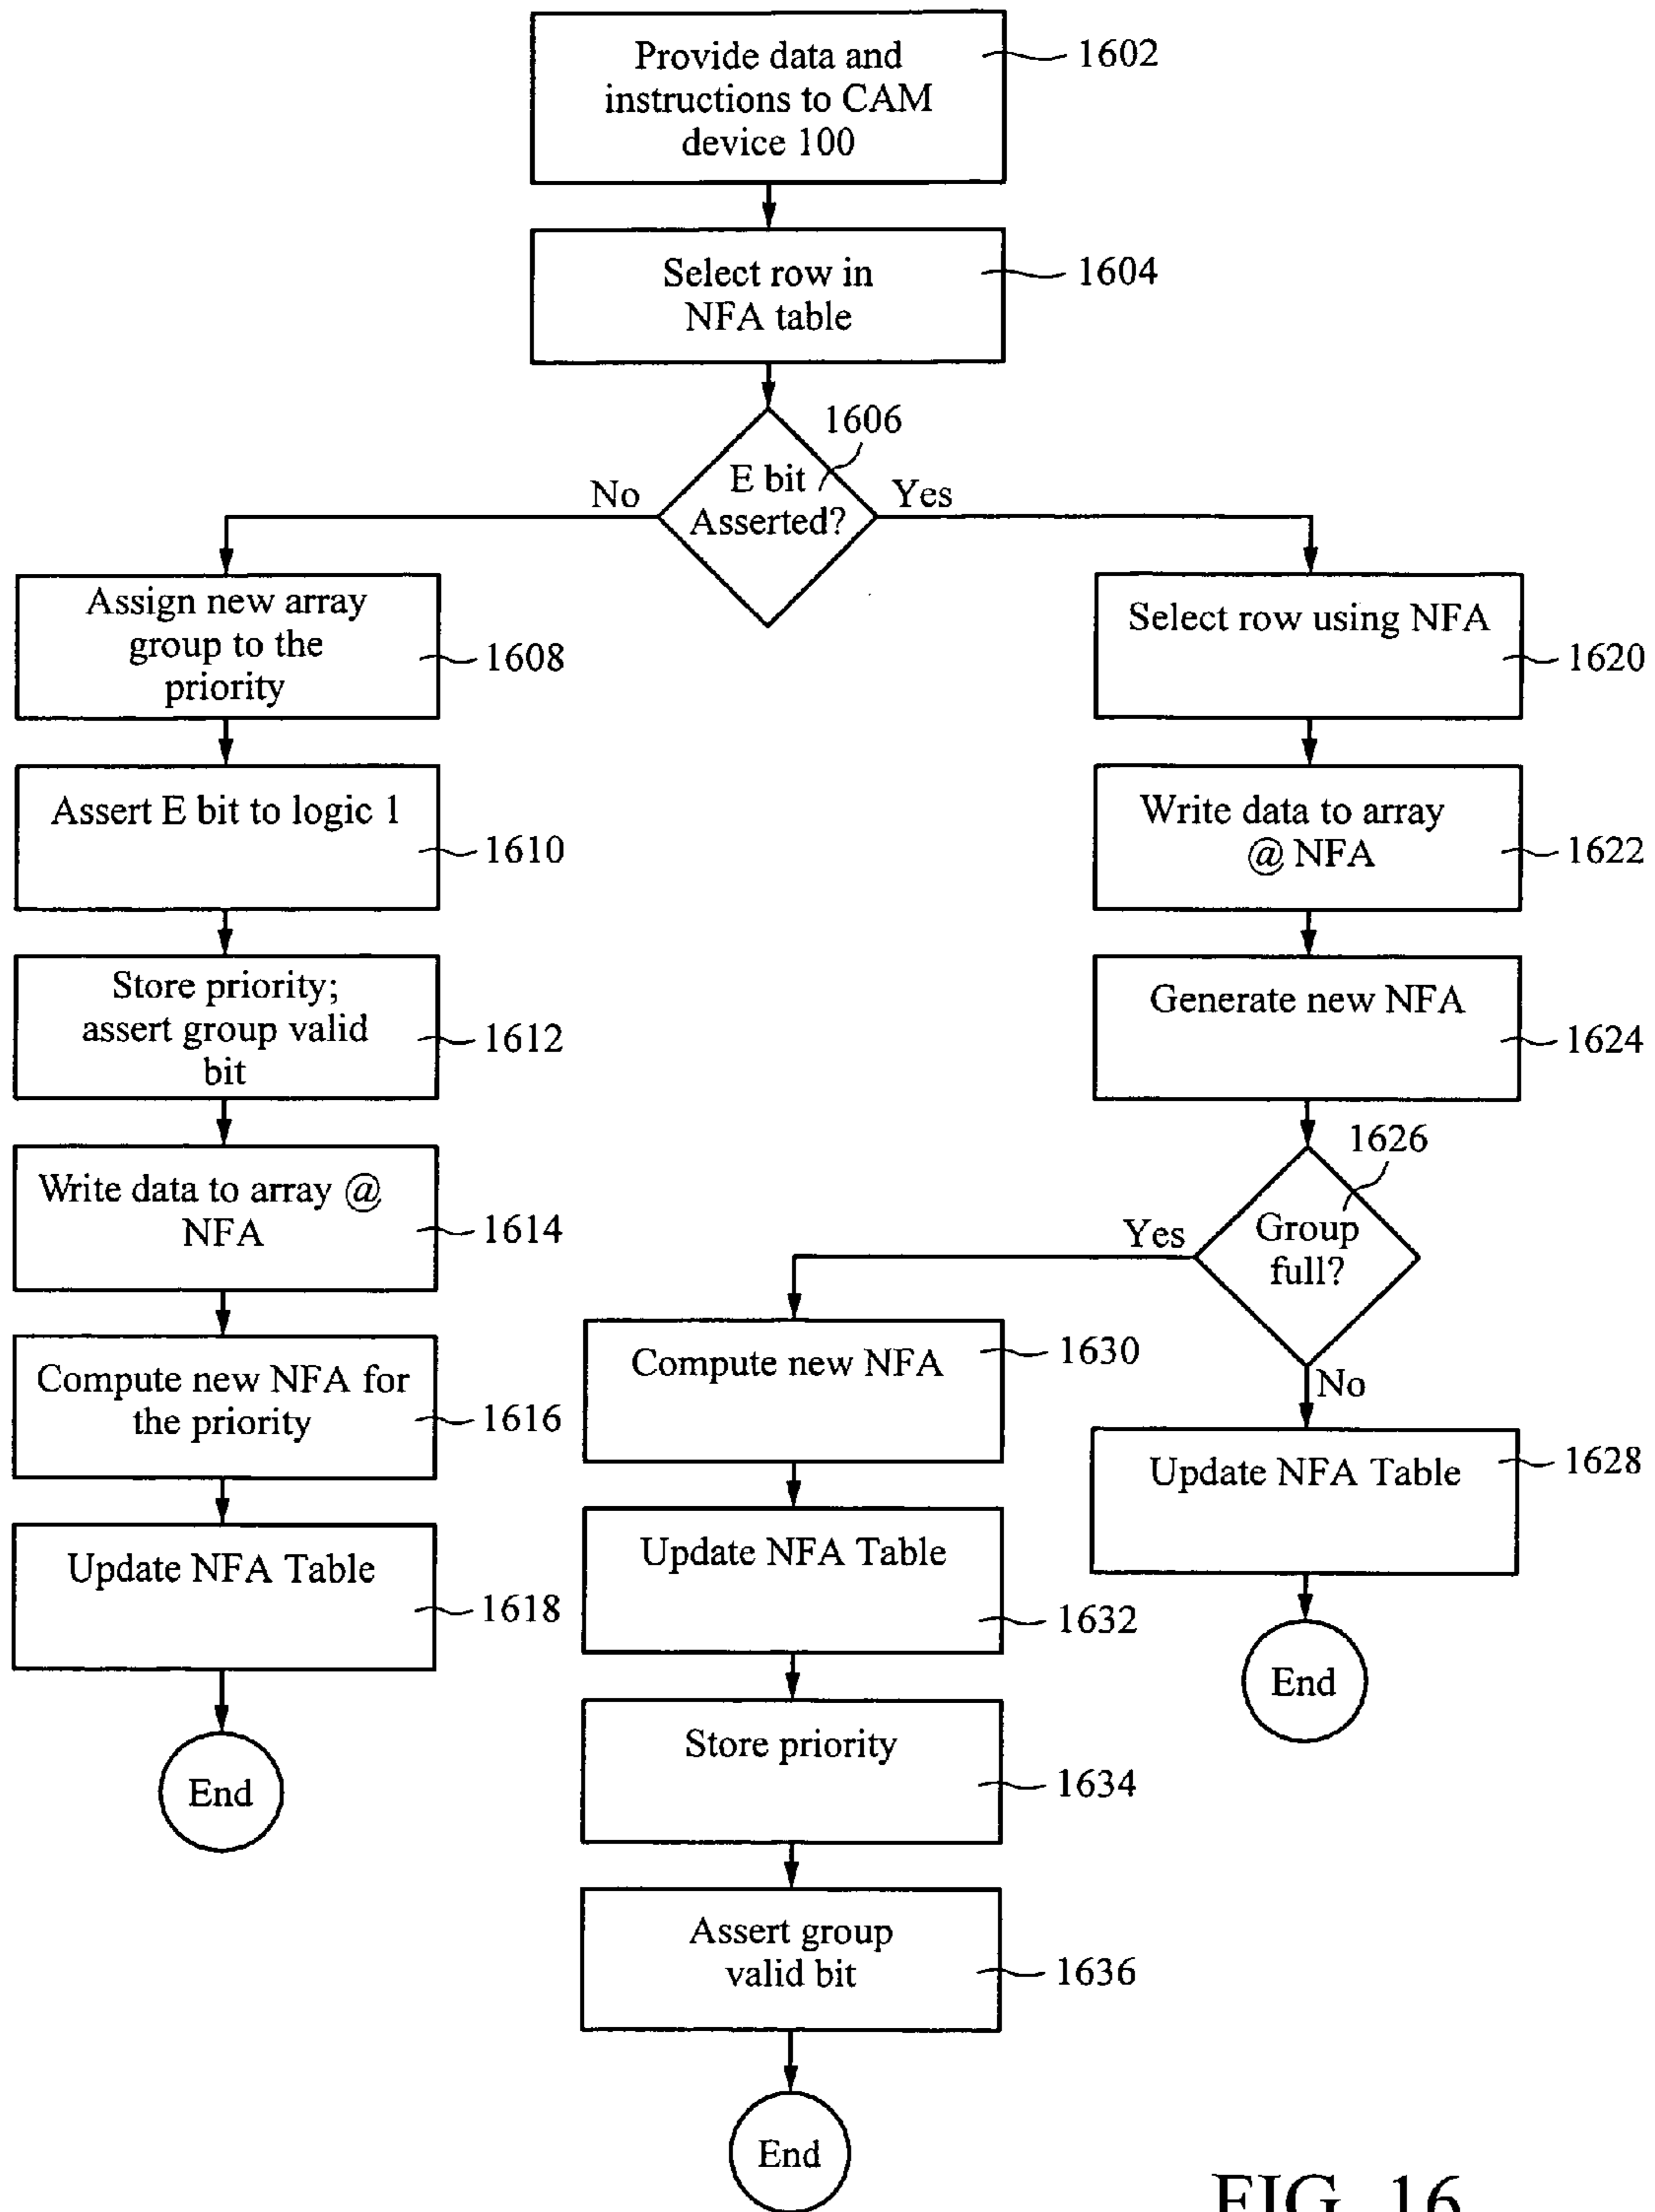 Provide data and
instructions to CAM
device 100
1602
Select row in
NFA table
1604
1606
E bit
Asserted?
No
Yes
Assign new array
group to the
priority
1608
Assert E bit to logic 1
1610
Store priority;
assert group valid
bit
1612
Write data to array @
NFA
1614
Compute new NFA for
the priority
1616
Update NFA Table
1618
End
Select row using NFA
1620
Write data to array
@ NFA
1622
Generate new NFA
1624
1626
Group
full?
Yes
No
Update NFA Table
1628
End
Compute new NFA
1630
Update NFA Table
1632
Store priority
1634
Assert group
valid bit
1636
End
FIG. 16